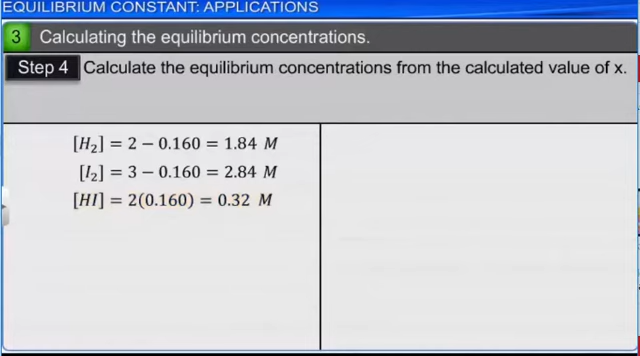 EQUILIBRIUM CONSTANT: APPLICATIONS
3 Calculating the equilibrium concentrations.
Step 4 Calculate the equilibrium concentrations from the calculated value of x.
[H₂] = 2 − 0.160 = 1.84 M
[I₂] = 3 − 0.160 = 2.84 M
[HI] = 2(0.160) = 0.32 M